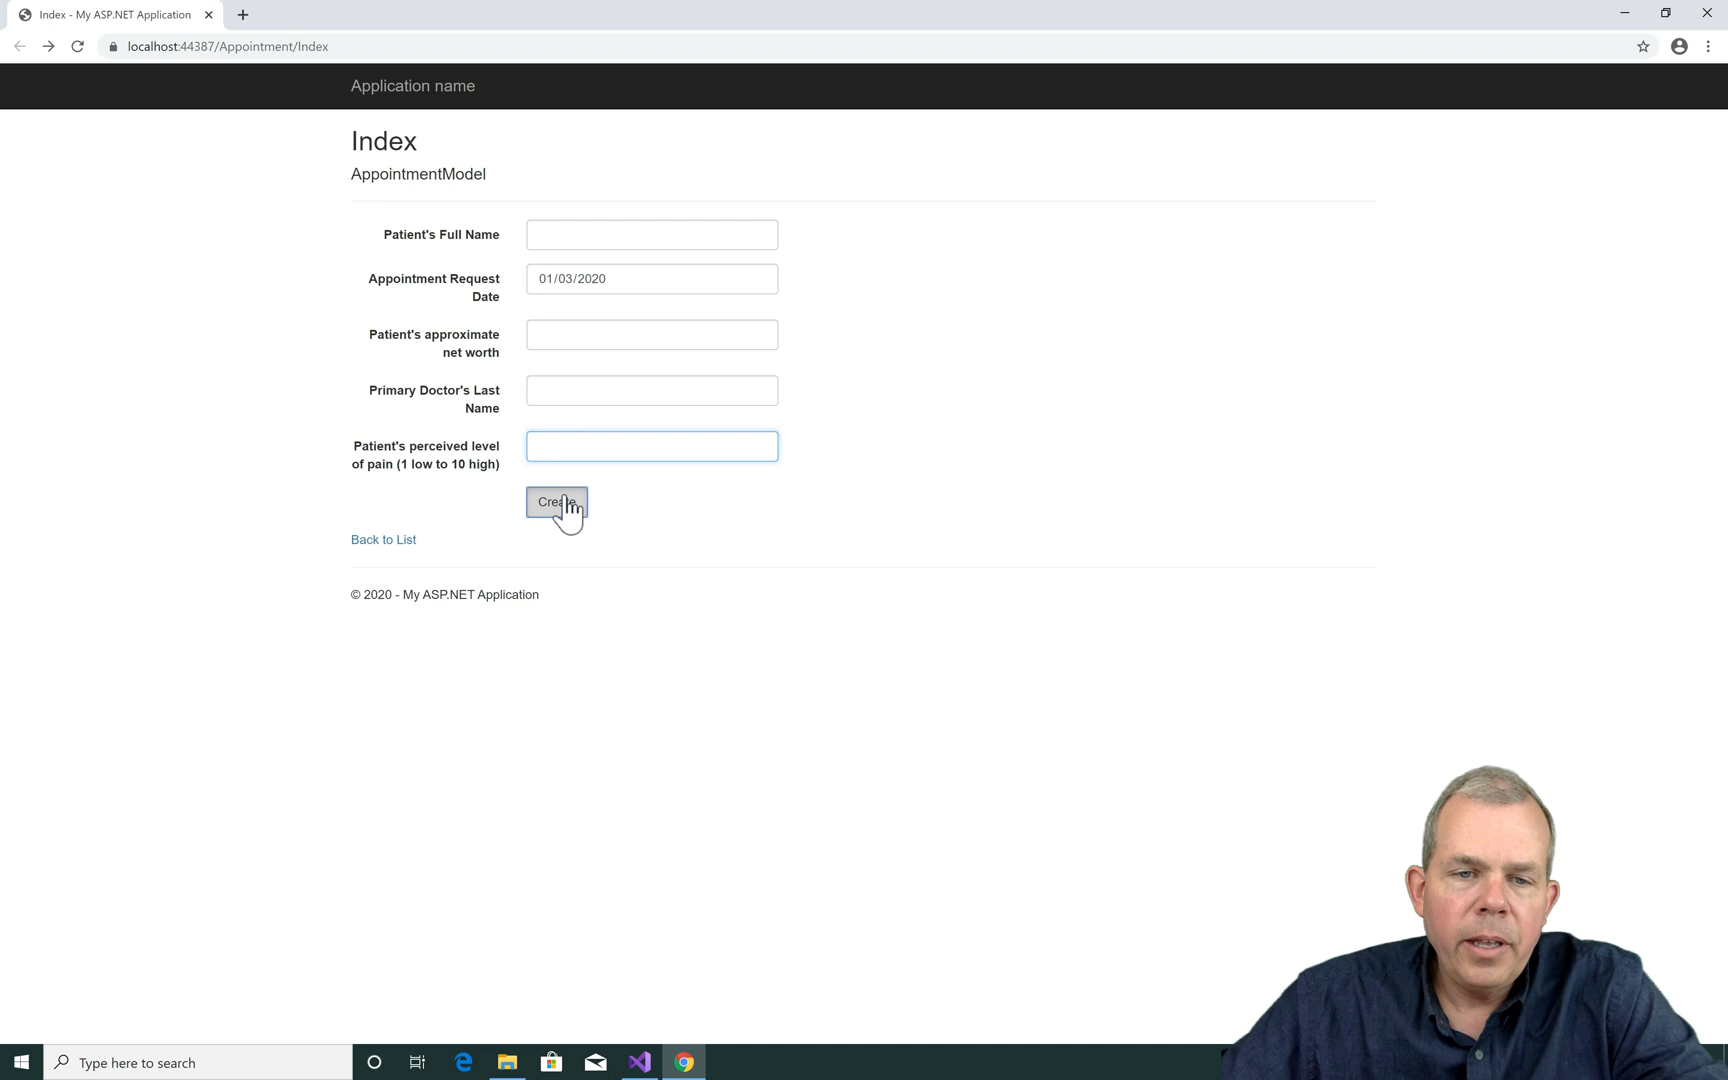 Index - My ASP.NET Application
localhost:44387/Appointment/Index
Application name
Index
AppointmentModel
Patient's Full Name
Appointment Request
Date
01/03/2020
Patient's approximate
net worth
Primary Doctor's Last
Name
Patient's perceived level
of pain (1 low to 10 high)
Create
Back to List
© 2020 - My ASP.NET Application
Type here to search